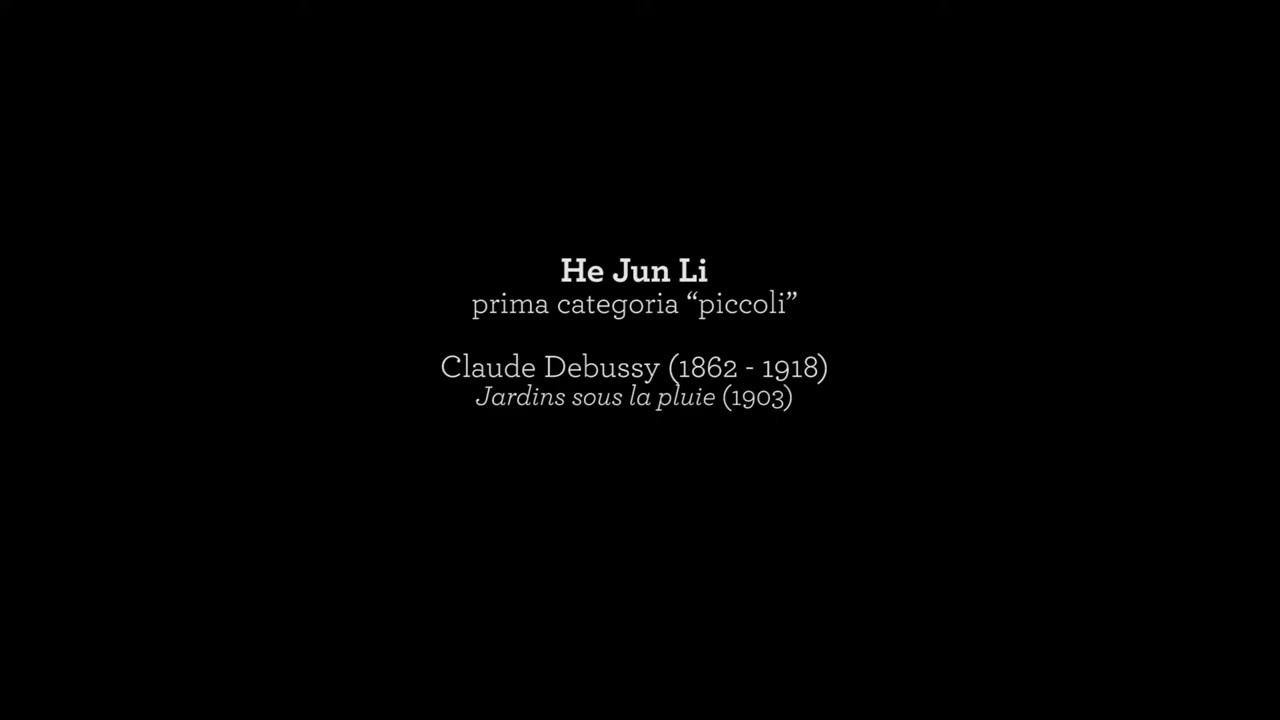 He Jun Li
prima categoria “piccoli”
Claude Debussy (1862 - 1918)
Jardins sous la pluie (1903)